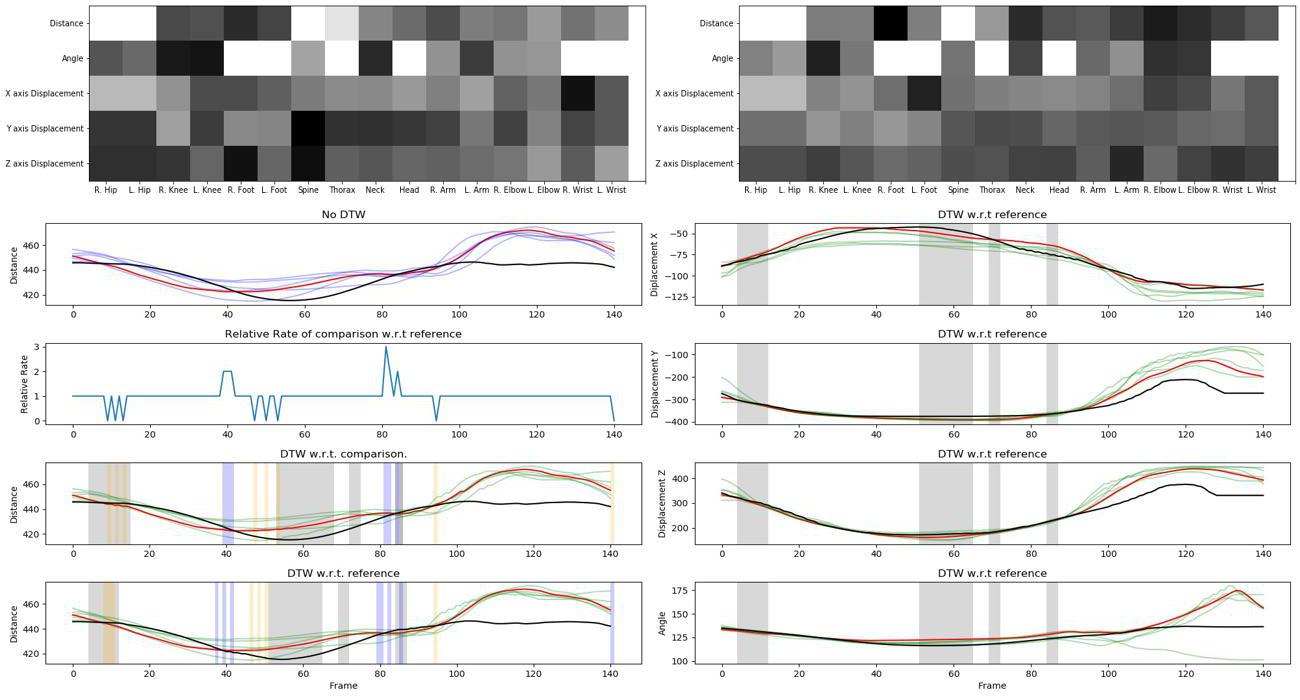 Distance
Angle
X axis Displacement
Y axis Displacement
Z axis Displacement
R. Hip L. Hip R. Knee L. Knee R. Foot L. Foot Spine Thorax Neck Head R. Arm L. Arm R. Elbow L. Elbow R. Wrist L. Wrist
Distance
Angle
X axis Displacement
Y axis Displacement
Z axis Displacement
R. Hip L. Hip R. Knee L. Knee R. Foot L. Foot Spine Thorax Neck Head R. Arm L. Arm R. Elbow L. Elbow R. Wrist L. Wrist
No DTW
Distance
460
440
420
0 20 40 60 80 100 120 140
DTW w.r.t reference
Diplacement X
−50
−75
−100
−125
0 20 40 60 80 100 120 140
Relative Rate of comparison w.r.t reference
Relative Rate
3
2
1
0
0 20 40 60 80 100 120 140
DTW w.r.t reference
Displacement Y
−100
−200
−300
−400
0 20 40 60 80 100 120 140
DTW w.r.t. comparison.
Distance
460
440
420
0 20 40 60 80 100 120 140
DTW w.r.t reference
Displacement Z
400
300
200
0 20 40 60 80 100 120 140
DTW w.r.t. reference
Distance
460
440
420
0 20 40 60 80 100 120 140
Frame
DTW w.r.t reference
Angle
175
150
125
100
0 20 40 60 80 100 120 140
Frame